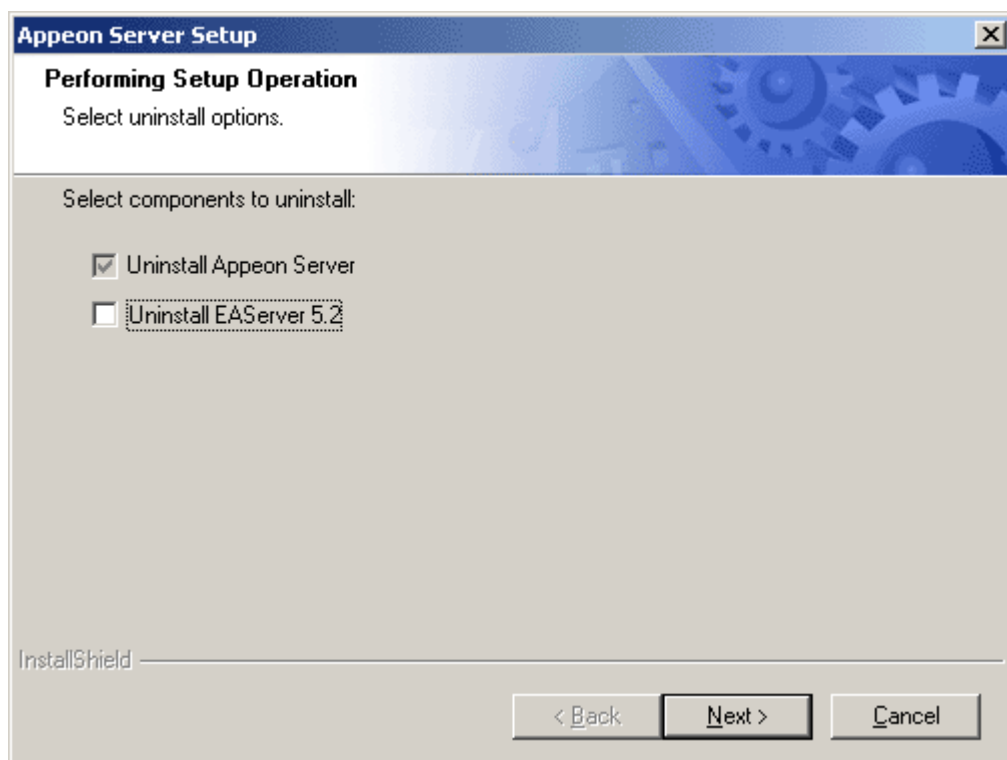 Appeon Server Setup
Performing Setup Operation
Select uninstall options.
Select components to uninstall:
Uninstall Appeon Server
Uninstall EAServer 5.2
InstallShield
< Back
Next >
Cancel